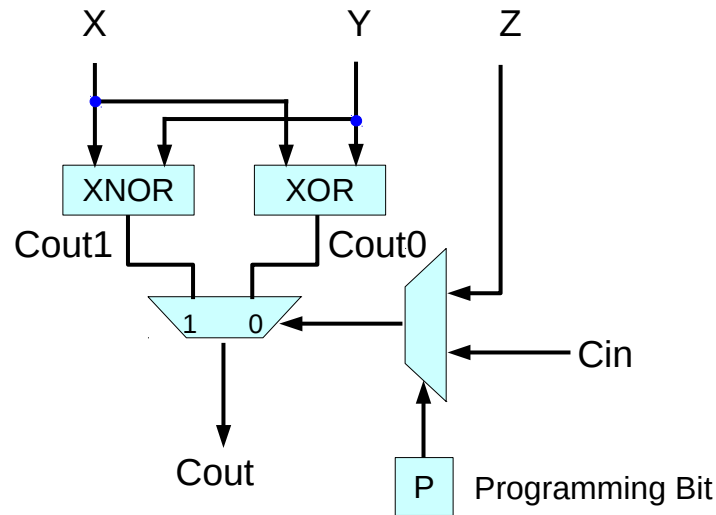 X Y Z
XNOR XOR
Cout1 Cout0
1 0
Cin
Cout
P Programming Bit